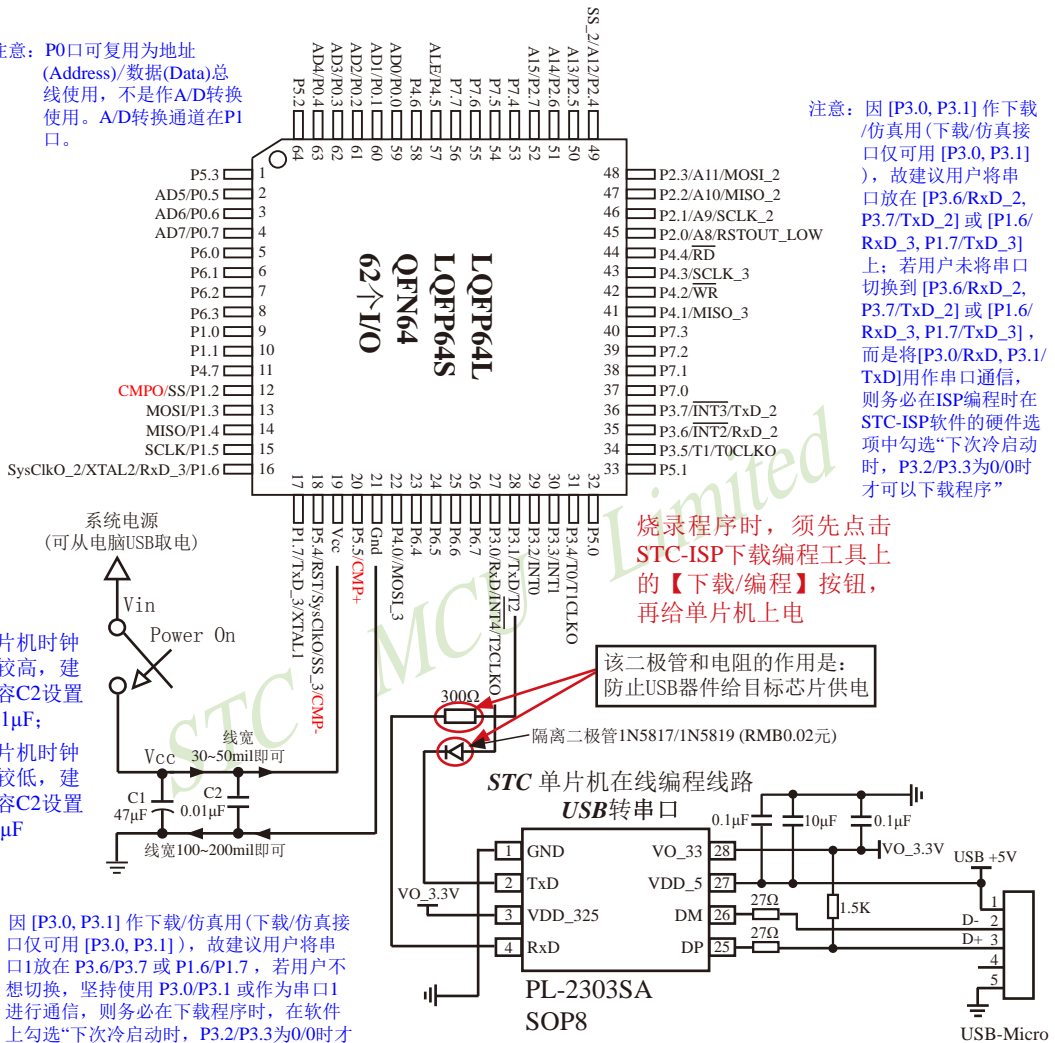 注意：P0口可复用为地址
(Address)/数据(Data)总
线使用，不是作A/D转换
使用。A/D转换通道在P1
口。
P5.2
AD4/P0.4
AD3/P0.3
AD2/P0.2
AD1/P0.1
AD0/P0.0
P4.6
ALE/P4.5
P7.7
P7.6
P7.5
P7.4
A15/P2.7
A14/P2.6
A13/P2.5
SS_2/A12/P2.4
64
63
62
61
60
59
58
57
56
55
54
53
52
51
50
49
P5.3 1
AD5/P0.5 2
AD6/P0.6 3
AD7/P0.7 4
P6.0 5
P6.1 6
P6.2 7
P6.3 8
P1.0 9
P1.1 10
P4.7 11
CMPO/SS/P1.2 12
MOSI/P1.3 13
MISO/P1.4 14
SCLK/P1.5 15
SysClkO_2/XTAL2/RxD_3/P1.6 16
LQFP64L
LQFP64S
QFN64
62个I/O
48 P2.3/A11/MOSI_2
47 P2.2/A10/MISO_2
46 P2.1/A9/SCLK_2
45 P2.0/A8/RSTOUT_LOW
44 P4.4/RD
43 P4.3/SCLK_3
42 P4.2/WR
41 P4.1/MISO_3
40 P7.3
39 P7.2
38 P7.1
37 P7.0
36 P3.7/INT3/TxD_2
35 P3.6/INT2/RxD_2
34 P3.5/T1/T0CLKO
33 P5.1
17 P1.7/TxD_3/XTAL1
18 P5.4/RST/SysClkO/SS_3/CMP-
19 Vcc
20 P5.5/CMP+
21 Gnd
22 P4.0/MOSI_3
23 P6.4
24 P6.5
25 P6.6
26 P6.7
27 P3.0/RxD/INT4/T2CLKO
28 P3.1/TxD/T2
29 P3.2/INT0
30 P3.3/INT1
31 P3.4/T0/T1CLKO
32 P5.0
注意：因 [P3.0, P3.1] 作下载
/仿真用(下载/仿真接
口仅可用 [P3.0, P3.1]
)，故建议用户将串
口放在 [P3.6/RxD_2,
P3.7/TxD_2] 或 [P1.6/
RxD_3, P1.7/TxD_3]
上；若用户未将串口
切换到 [P3.6/RxD_2,
P3.7/TxD_2] 或 [P1.6/
RxD_3, P1.7/TxD_3]，
而是将[P3.0/RxD, P3.1/
TxD]用作串口通信，
则务必在ISP编程时在
STC-ISP软件的硬件选
项中勾选“下次冷启动
时，P3.2/P3.3为0/0时
才可以下载程序”
STC MCU Limited
烧录程序时，须先点击
STC-ISP下载编程工具上
的【下载/编程】按钮，
再给单片机上电
系统电源
(可从电脑USB取电)
Vin
Power On
片机时钟
较高，建
容C2设置
1μF；
片机时钟
较低，建
容C2设置
μF
Vcc
线宽
30~50mil即可
C1
47μF
C2
0.01μF
线宽100~200mil即可
该二极管和电阻的作用是：
防止USB器件给目标芯片供电
300Ω
隔离二极管1N5817/1N5819 (RMB0.02元)
STC 单片机在线编程线路
USB转串口
0.1μF
10μF
0.1μF
1 GND
2 TxD
3 VDD_325
4 RxD
VO_33 28
VDD_5 27
DM 26
DP 25
VO_3.3V
VO_3.3V
USB +5V
27Ω
27Ω
1.5K
D-
D+
1
2
3
4
5
PL-2303SA
SOP8
USB-Micro
因 [P3.0, P3.1] 作下载/仿真用(下载/仿真接
口仅可用 [P3.0, P3.1] )，故建议用户将串
口1放在 P3.6/P3.7 或 P1.6/P1.7，若用户不
想切换，坚持使用 P3.0/P3.1 或作为串口1
进行通信，则务必在下载程序时，在软件
上勾选“下次冷启动时，P3.2/P3.3为0/0时才